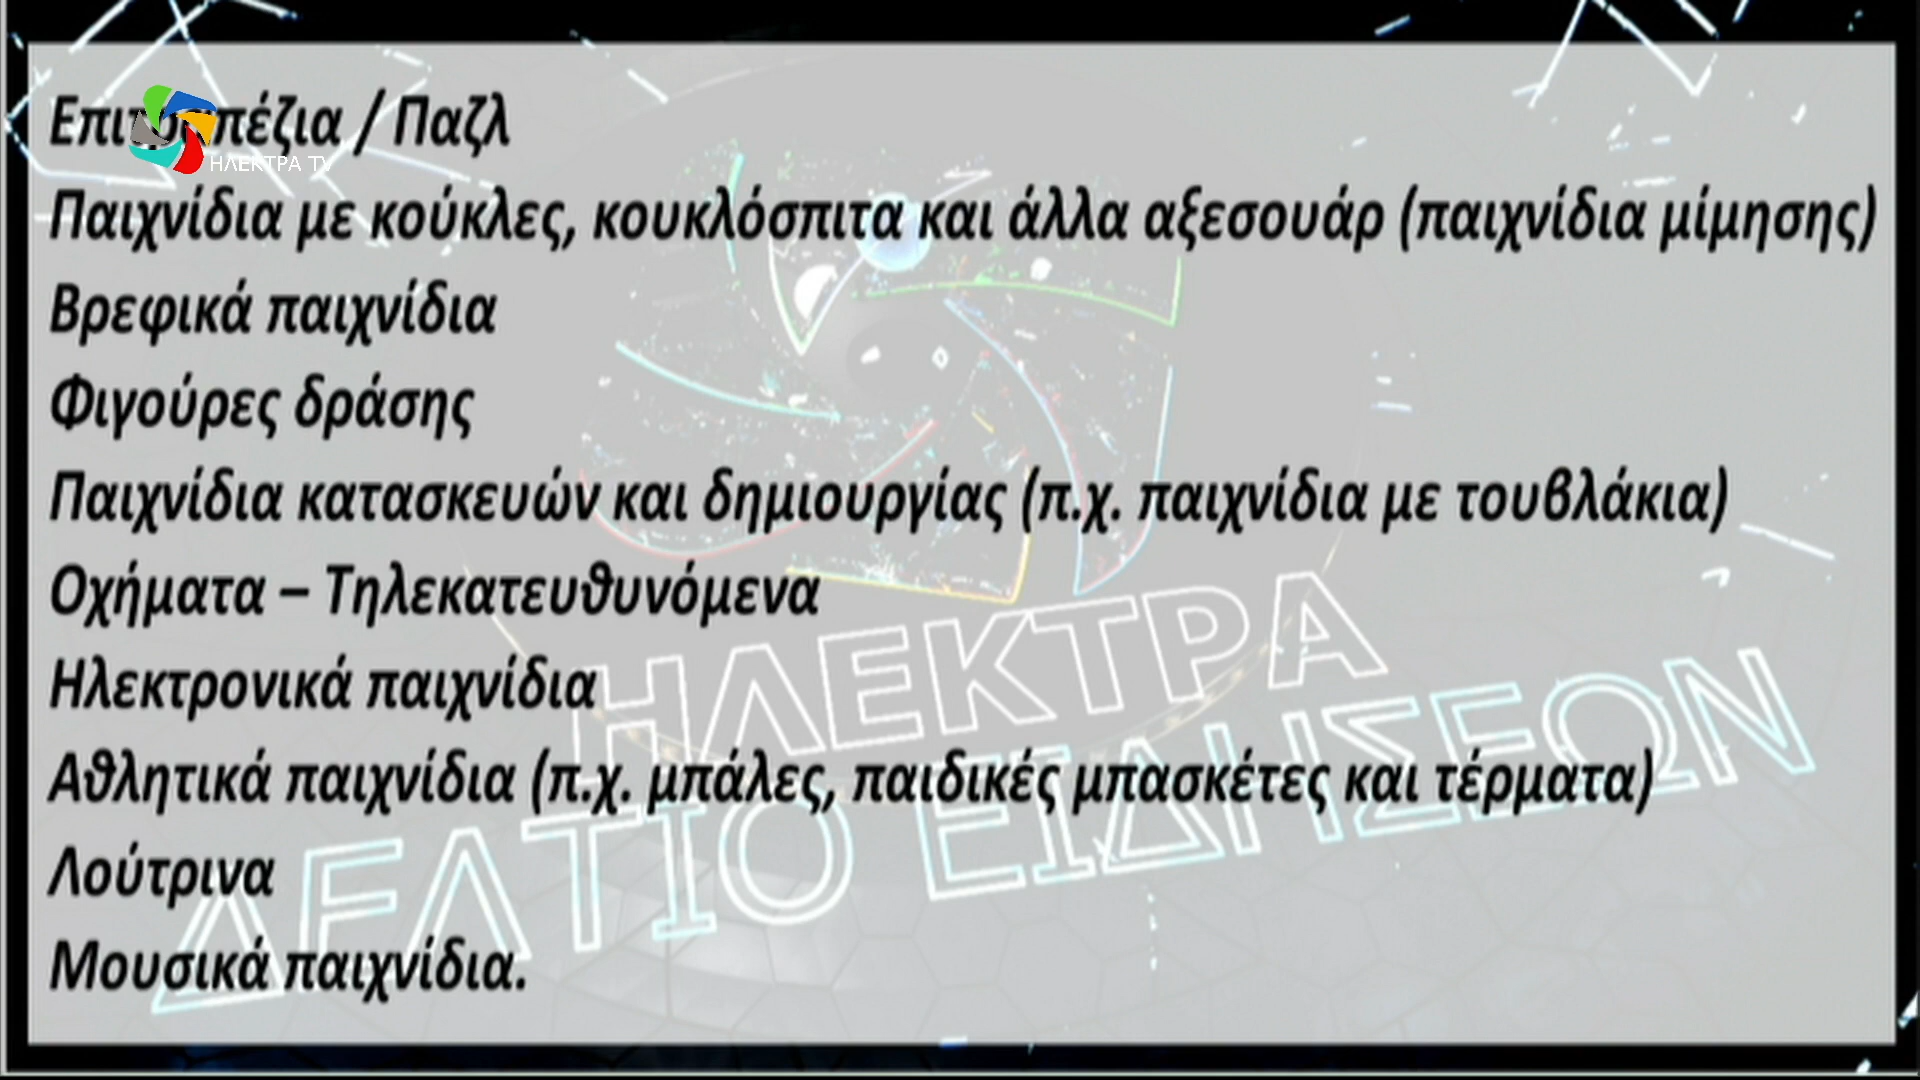 Επιτραπέζια / Παζλ
ΗΛΕΚΤΡΑ TV
Παιχνίδια με κούκλες, κουκλόσπιτα και άλλα αξεσουάρ (παιχνίδια μίμησης)
Βρεφικά παιχνίδια
Φιγούρες δράσης
Παιχνίδια κατασκευών και δημιουργίας (π.χ. παιχνίδια με τουβλάκια)
Οχήματα – Τηλεκατευθυνόμενα
Ηλεκτρονικά παιχνίδια
Αθλητικά παιχνίδια (π.χ. μπάλες, παιδικές μπασκέτες και τέρματα)
Λούτρινα
Μουσικά παιχνίδια.
ΗΛΕΚΤΡΑ
ΔΕΛΤΙΟ ΕΙΔΗΣΕΩΝ